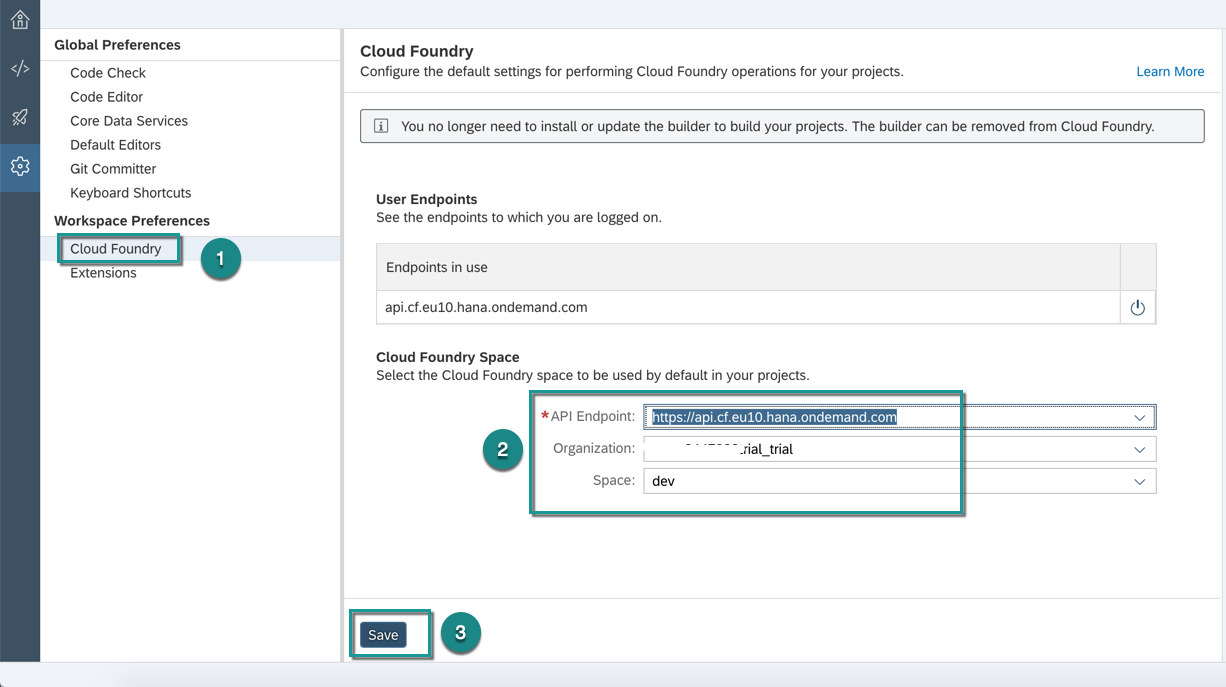 Global Preferences
Code Check
Code Editor
Core Data Services
Default Editors
Git Committer
Keyboard Shortcuts
Workspace Preferences
Cloud Foundry
1
Extensions
Cloud Foundry
Configure the default settings for performing Cloud Foundry operations for your projects.
Learn More
You no longer need to install or update the builder to build your projects. The builder can be removed from Cloud Foundry.
User Endpoints
See the endpoints to which you are logged on.
Endpoints in use
api.cf.eu10.hana.ondemand.com
Cloud Foundry Space
Select the Cloud Foundry space to be used by default in your projects.
2
*API Endpoint: https://api.cf.eu10.hana.ondemand.com
Organization: rial_trial
Space: dev
Save
3